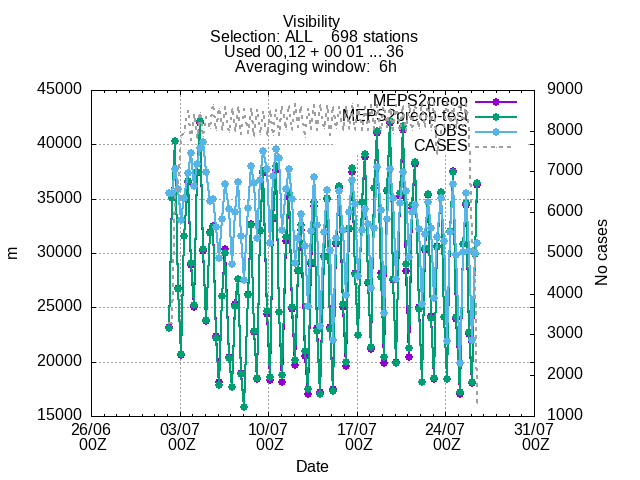 Visibility
Selection: ALL    698 stations
Used 00,12 + 00 01 ... 36
Averaging window:  6h
MEPS2preop
MEPS2preop-test
OBS
CASES
45000
40000
35000
30000
25000
20000
15000
m
9000
8000
7000
6000
5000
4000
3000
2000
1000
No cases
26/06 03/07 10/07 17/07 24/07 31/07
00Z 00Z 00Z 00Z 00Z 00Z
Date